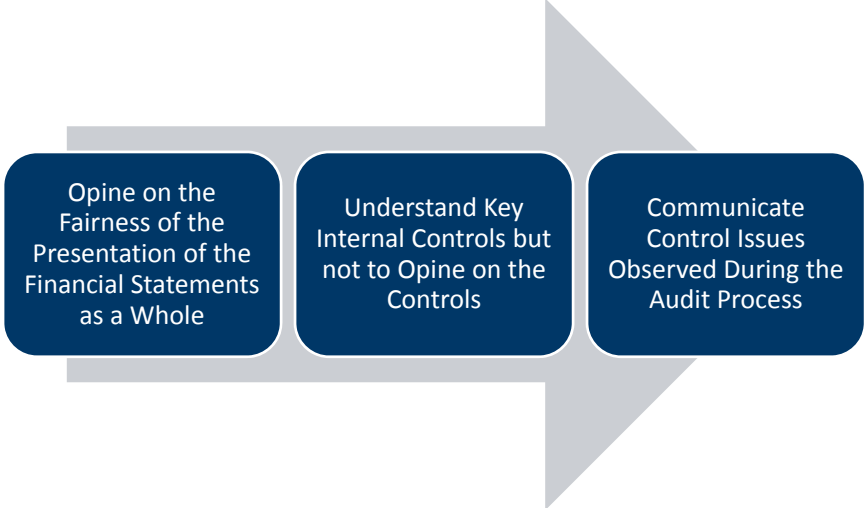 Opine on the
Fairness of the
Presentation of the
Financial Statements
as a Whole
Understand Key
Internal Controls but
not to Opine on the
Controls
Communicate
Control Issues
Observed During the
Audit Process